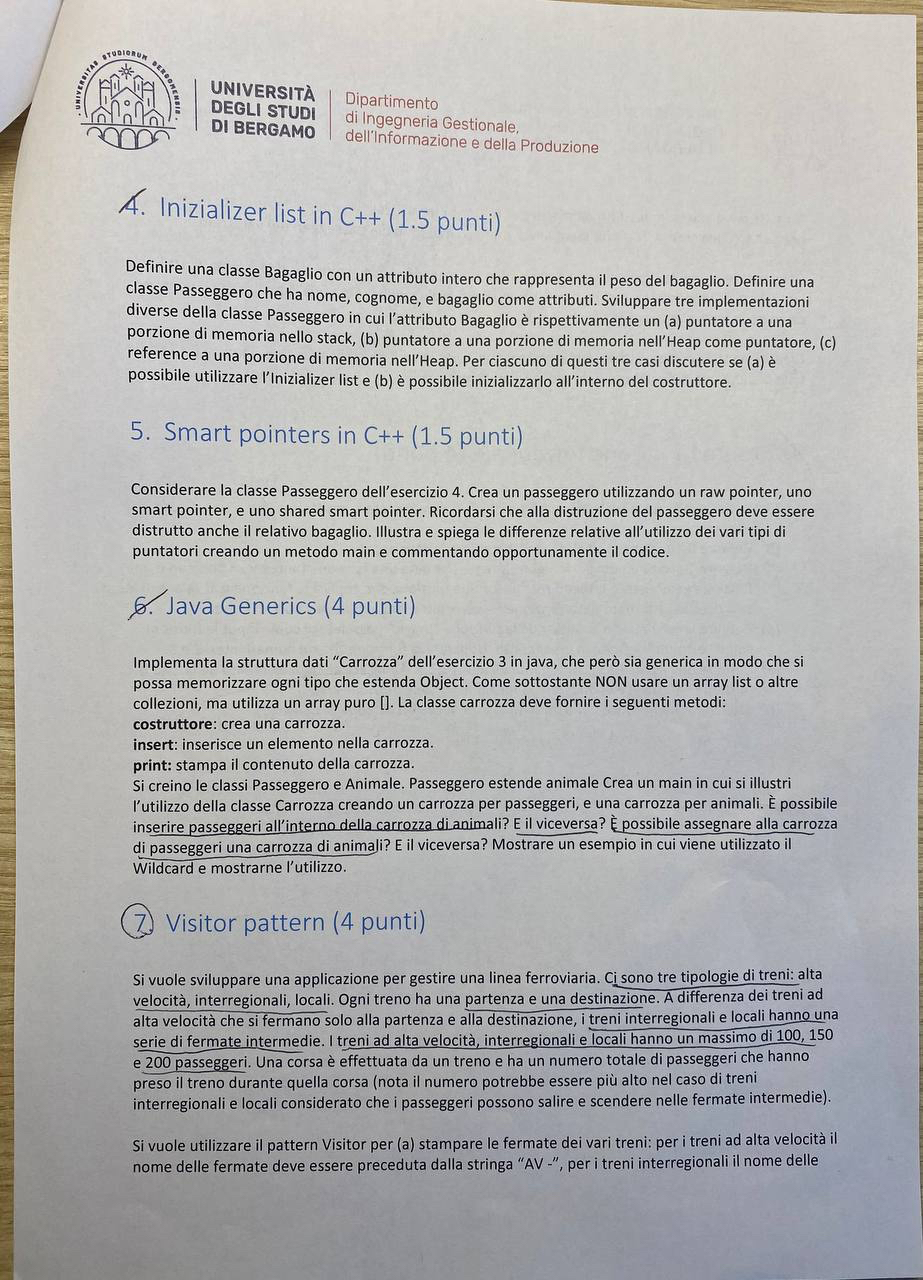 UNIVERSITAS STUDIORUM BERGOMENSIS
UNIVERSITÀ
DEGLI STUDI
DI BERGAMO
Dipartimento
di Ingegneria Gestionale,
dell'Informazione e della Produzione
4. Inizializer list in C++ (1.5 punti)
Definire una classe Bagaglio con un attributo intero che rappresenta il peso del bagaglio. Definire una
classe Passeggero che ha nome, cognome, e bagaglio come attributi. Sviluppare tre implementazioni
diverse della classe Passeggero in cui l'attributo Bagaglio è rispettivamente un (a) puntatore a una
porzione di memoria nello stack, (b) puntatore a una porzione di memoria nell'Heap come puntatore, (c)
reference a una porzione di memoria nell'Heap. Per ciascuno di questi tre casi discutere se (a) è
possibile utilizzare l'Inizializer list e (b) è possibile inizializzarlo all'interno del costruttore.
5. Smart pointers in C++ (1.5 punti)
Considerare la classe Passeggero dell'esercizio 4. Crea un passeggero utilizzando un raw pointer, uno
smart pointer, e uno shared smart pointer. Ricordarsi che alla distruzione del passeggero deve essere
distrutto anche il relativo bagaglio. Illustra e spiega le differenze relative all'utilizzo dei vari tipi di
puntatori creando un metodo main e commentando opportunamente il codice.
6. Java Generics (4 punti)
Implementa la struttura dati "Carrozza" dell'esercizio 3 in java, che però sia generica in modo che si
possa memorizzare ogni tipo che estenda Object. Come sottostante NON usare un array list o altre
collezioni, ma utilizza un array puro []. La classe carrozza deve fornire i seguenti metodi:
costruttore: crea una carrozza.
insert: inserisce un elemento nella carrozza.
print: stampa il contenuto della carrozza.
Si creino le classi Passeggero e Animale. Passeggero estende animale Crea un main in cui si illustri
l'utilizzo della classe Carrozza creando un carrozza per passeggeri, e una carrozza per animali. È possibile
inserire passeggeri all'interno della carrozza di animali? E il viceversa? È possibile assegnare alla carrozza
di passeggeri una carrozza di animali? E il viceversa? Mostrare un esempio in cui viene utilizzato il
Wildcard e mostrarne l'utilizzo.
7. Visitor pattern (4 punti)
Si vuole sviluppare una applicazione per gestire una linea ferroviaria. Ci sono tre tipologie di treni: alta
velocità, interregionali, locali. Ogni treno ha una partenza e una destinazione. A differenza dei treni ad
alta velocità che si fermano solo alla partenza e alla destinazione, i treni interregionali e locali hanno una
serie di fermate intermedie. I treni ad alta velocità, interregionali e locali hanno un massimo di 100, 150
e 200 passeggeri. Una corsa è effettuata da un treno e ha un numero totale di passeggeri che hanno
preso il treno durante quella corsa (nota il numero potrebbe essere più alto nel caso di treni
interregionali e locali considerato che i passeggeri possono salire e scendere nelle fermate intermedie).
Si vuole utilizzare il pattern Visitor per (a) stampare le fermate dei vari treni: per i treni ad alta velocità il
nome delle fermate deve essere preceduta dalla stringa "AV -", per i treni interregionali il nome delle